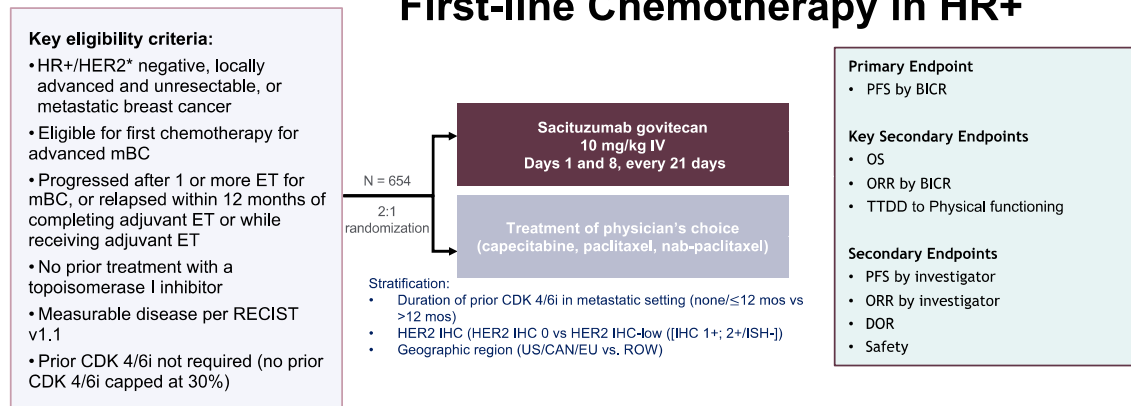 First-line Chemotherapy in HR+
Key eligibility criteria:
•HR+/HER2* negative, locally
advanced and unresectable, or
metastatic breast cancer
•Eligible for first chemotherapy for
advanced mBC
•Progressed after 1 or more ET for
mBC, or relapsed within 12 months of
completing adjuvant ET or while
receiving adjuvant ET
•No prior treatment with a
topoisomerase I inhibitor
•Measurable disease per RECIST
v1.1
•Prior CDK 4/6i not required (no prior
CDK 4/6i capped at 30%)
N = 654
2:1
randomization
Sacituzumab govitecan
10 mg/kg IV
Days 1 and 8, every 21 days
Treatment of physician's choice
(capecitabine, paclitaxel, nab-paclitaxel)
Stratification:
• Duration of prior CDK 4/6i in metastatic setting (none/≤12 mos vs
>12 mos)
• HER2 IHC (HER2 IHC 0 vs HER2 IHC-low ([IHC 1+; 2+/ISH-])
• Geographic region (US/CAN/EU vs. ROW)
Primary Endpoint
• PFS by BICR
Key Secondary Endpoints
• OS
• ORR by BICR
• TTDD to Physical functioning
Secondary Endpoints
• PFS by investigator
• ORR by investigator
• DOR
• Safety